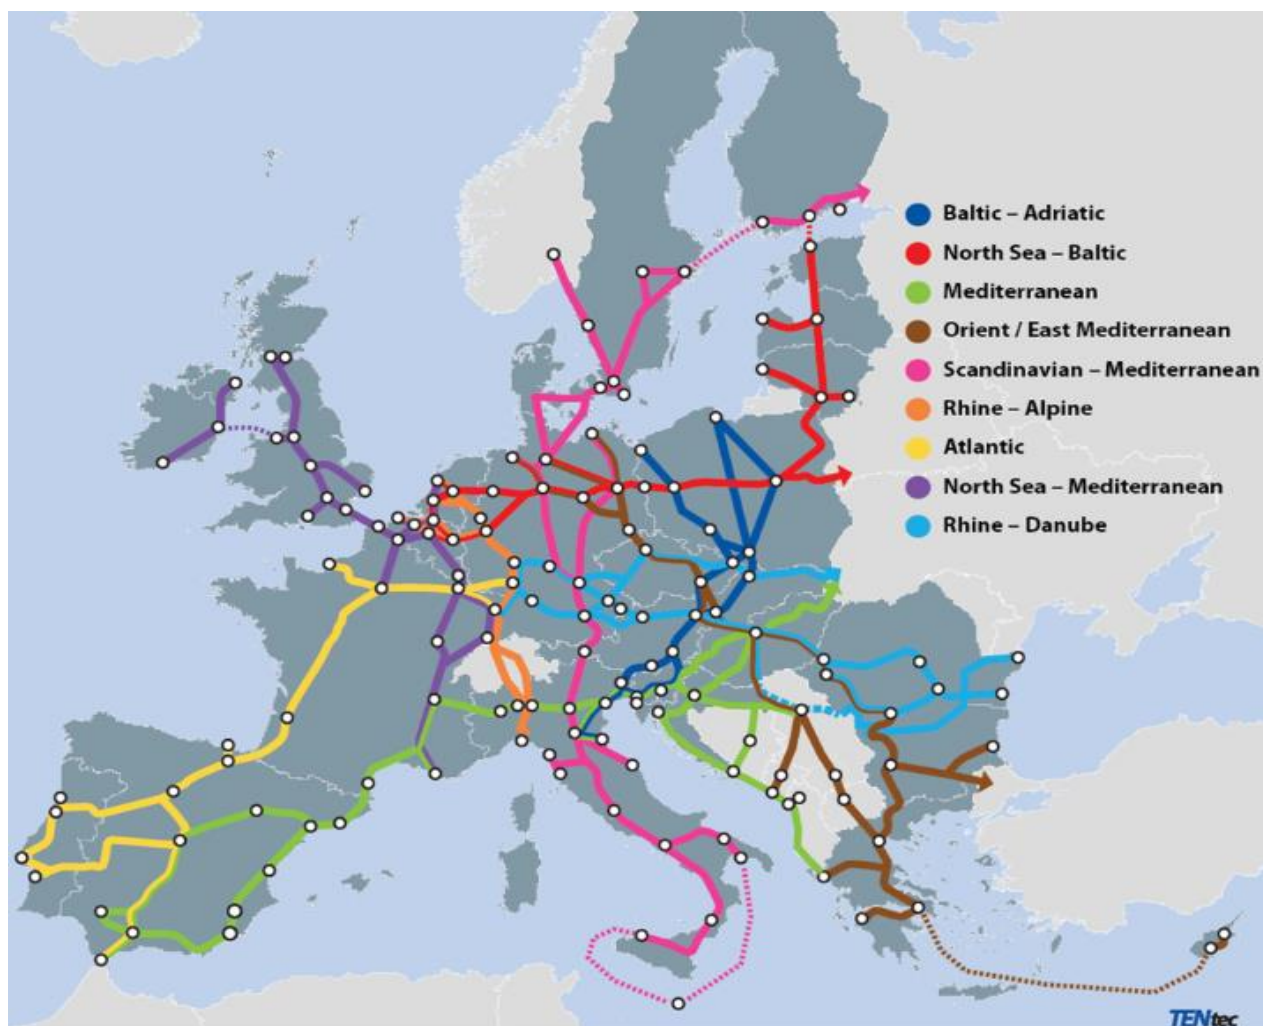 Baltic – Adriatic
North Sea – Baltic
Mediterranean
Orient / East Mediterranean
Scandinavian – Mediterranean
Rhine – Alpine
Atlantic
North Sea – Mediterranean
Rhine – Danube
TENtec